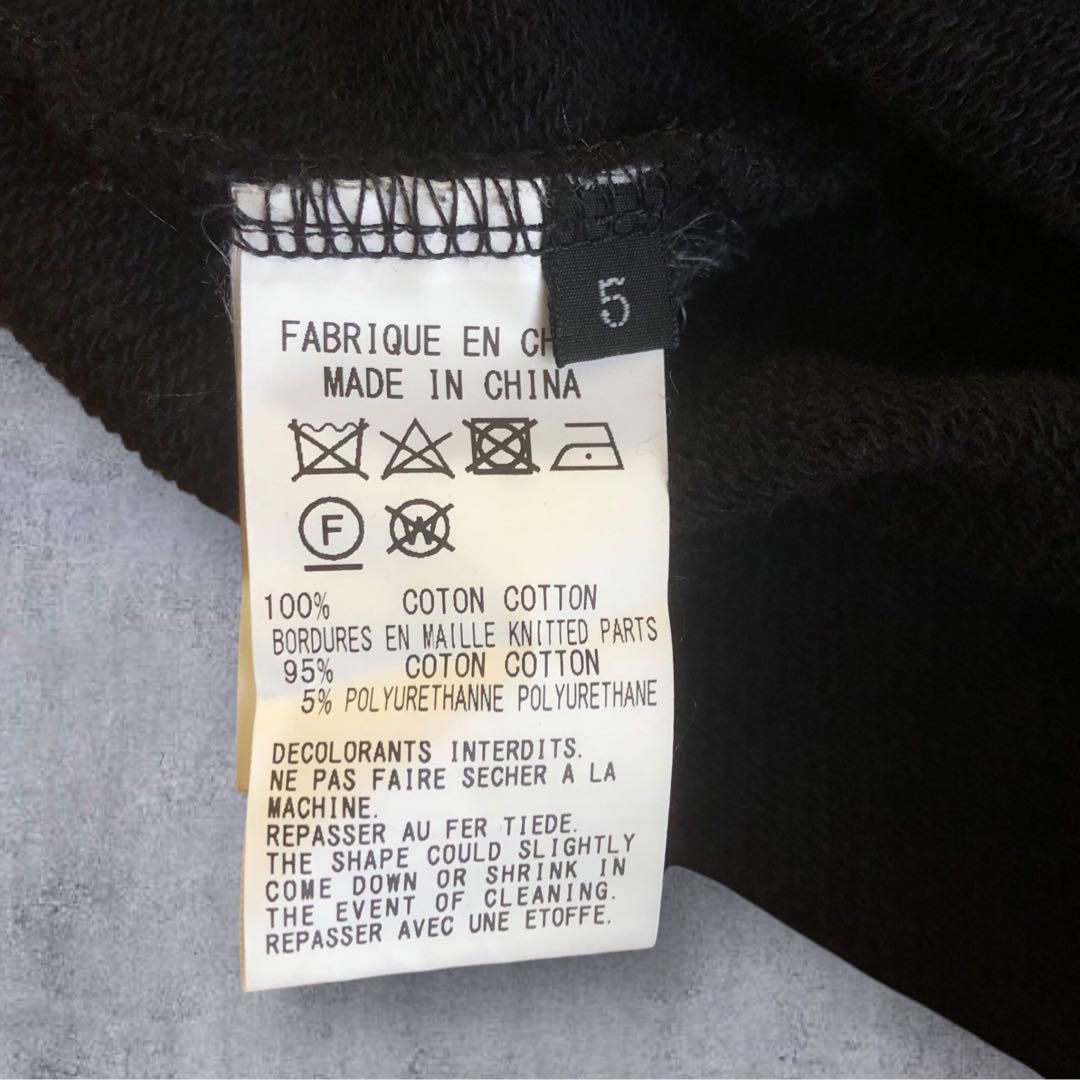 5
FABRIQUE EN CH
MADE IN CHINA
F
W
100% COTON COTTON
BORDURES EN MAILLE KNITTED PARTS
95% COTON COTTON
5% POLYURETHANNE POLYURETHANE
DECOLORANTS INTERDITS.
NE PAS FAIRE SECHER A LA
MACHINE.
REPASSER AU FER TIEDE.
THE SHAPE COULD SLIGHTLY
COME DOWN OR SHRINK IN
THE EVENT OF CLEANING.
REPASSER AVEC UNE ETOFFE.